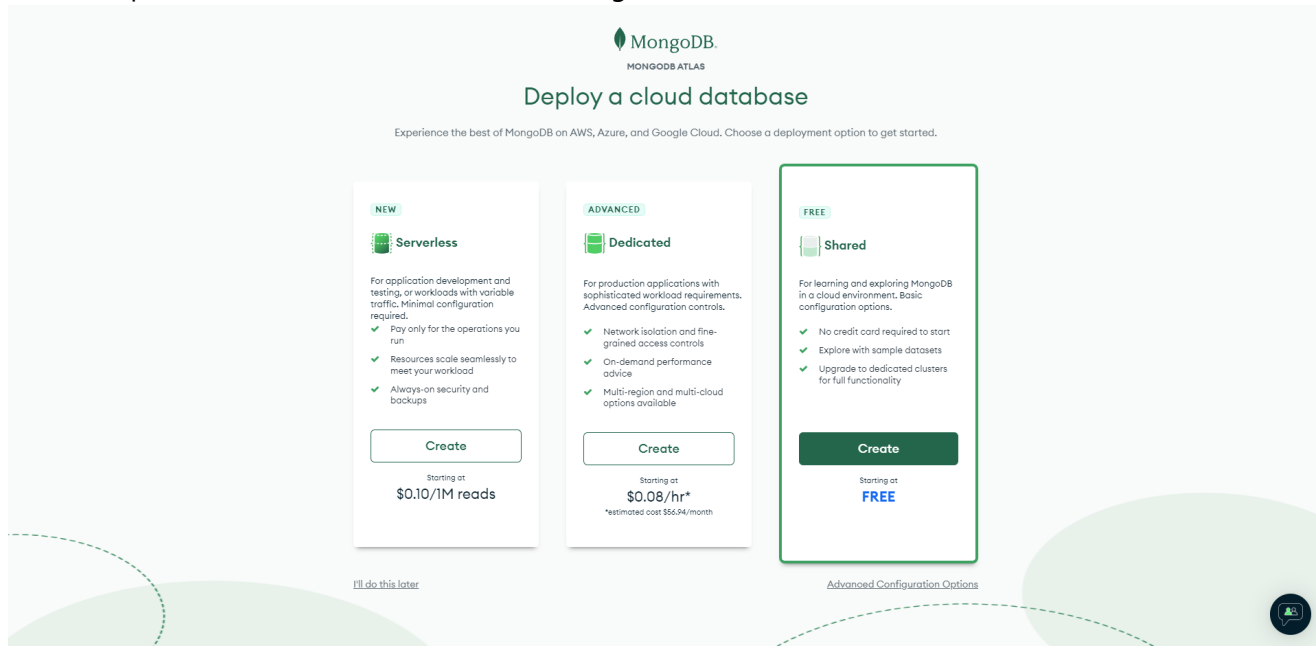 MongoDB.
MONGODB ATLAS
Deploy a cloud database
Experience the best of MongoDB on AWS, Azure, and Google Cloud. Choose a deployment option to get started.
NEW
Serverless
For application development and
testing, or workloads with variable
traffic. Minimal configuration
required.
Pay only for the operations you
run
Resources scale seamlessly to
meet your workload
Always-on security and
backups
Create
Starting at
$0.10/1M reads
ADVANCED
Dedicated
For production applications with
sophisticated workload requirements.
Advanced configuration controls.
Network isolation and fine-
grained access controls
On-demand performance
advice
Multi-region and multi-cloud
options available
Create
Starting at
$0.08/hr*
*estimated cost $56.94/month
FREE
Shared
For learning and exploring MongoDB
in a cloud environment. Basic
configuration options.
No credit card required to start
Explore with sample datasets
Upgrade to dedicated clusters
for full functionality
Create
Starting at
FREE
I'll do this later
Advanced Configuration Options